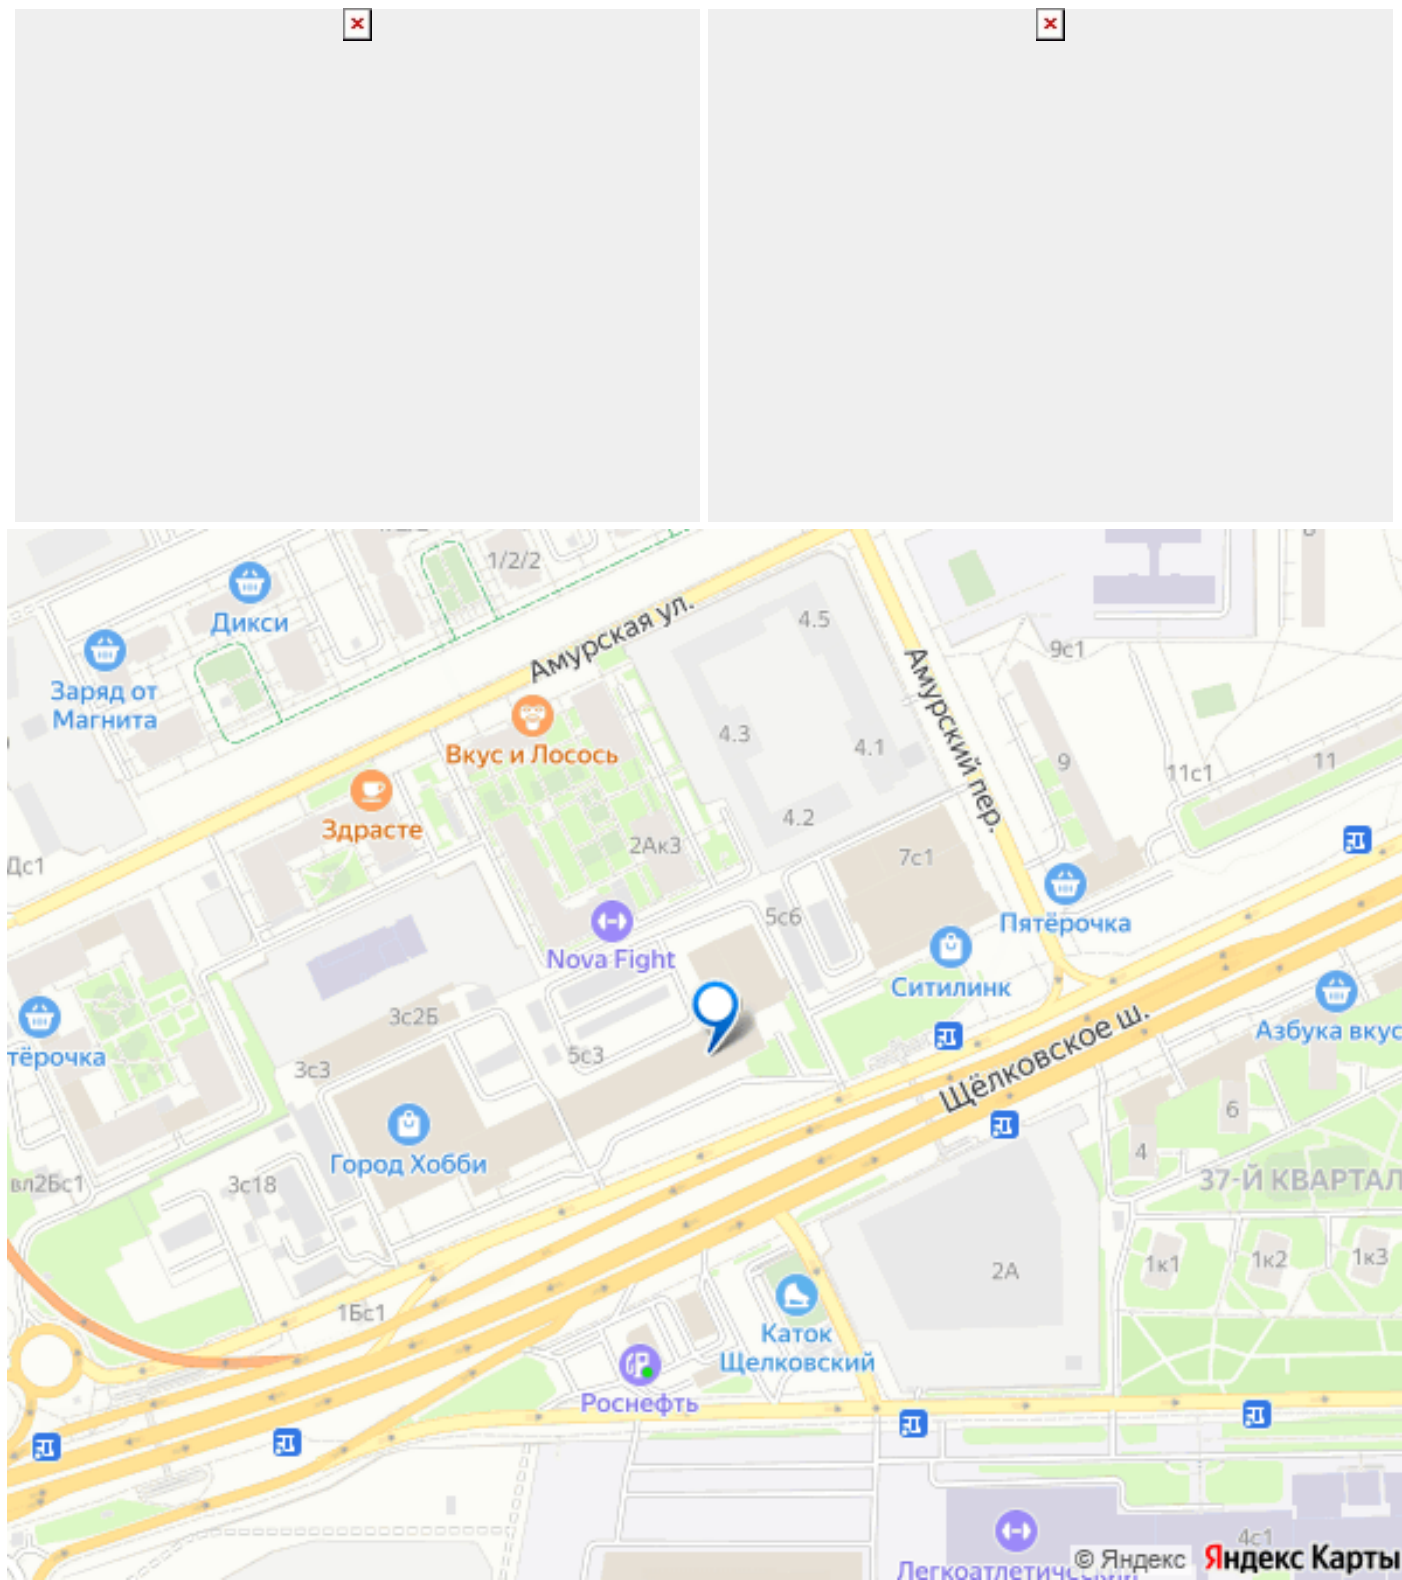 1/2/2
Дикси
Амурская ул.
4.5
Заряд от
Магнита
Амурский пер.
9с1
Вкус и Лосось
4.3
4.1
9
11с1
11
Здрасте
4.2
2Ак3
7с1
Дс1
Пятёрочка
5с6
Nova Fight
Ситилинк
3с2Б
тёрочка
Азбука вкус
5с3
3с3
Щёлковское ш.
6
Город Хобби
4
вл2Бс1
3с18
37-Й КВАРТАЛ
1к1
1к2
1к3
2А
1Бс1
Каток
Щелковский
Роснефть
4с1
Легкоатлетический
© Яндекс Яндекс Карты